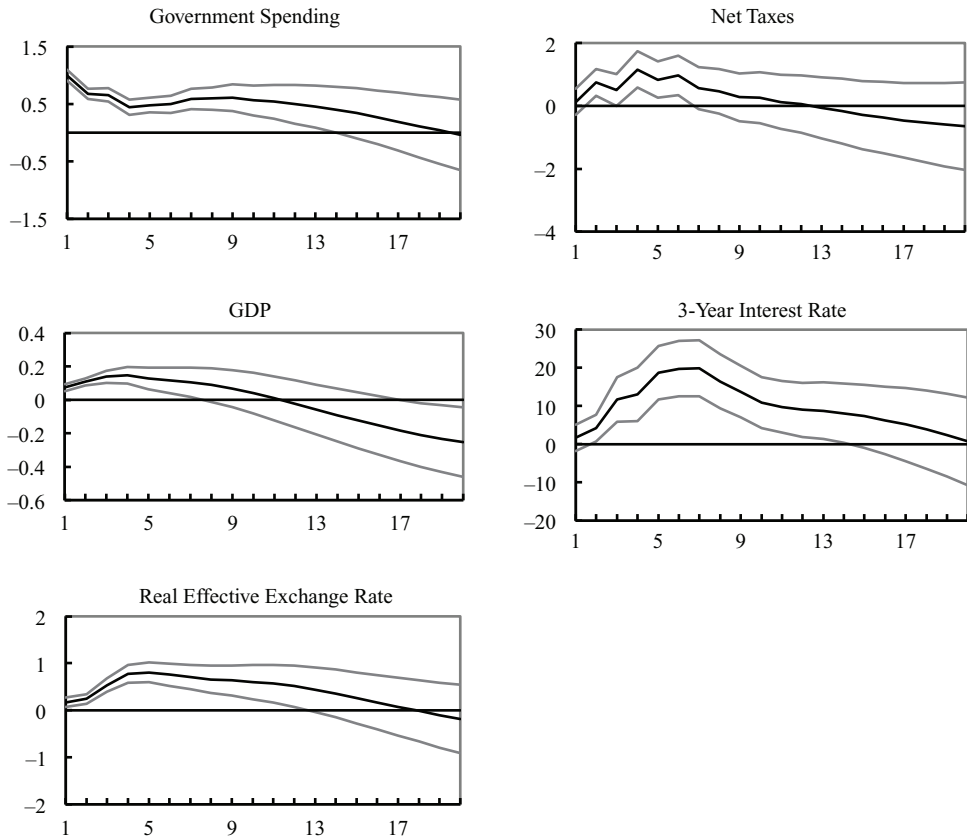 Government Spending
1.5
0.5
–0.5
–1.5
1 5 9 13 17
Net Taxes
2
0
–2
–4
1 5 9 13 17
GDP
0.4
0.2
0
–0.2
–0.4
–0.6
1 5 9 13 17
3-Year Interest Rate
30
20
10
0
–10
–20
1 5 9 13 17
Real Effective Exchange Rate
2
1
0
–1
–2
1 5 9 13 17